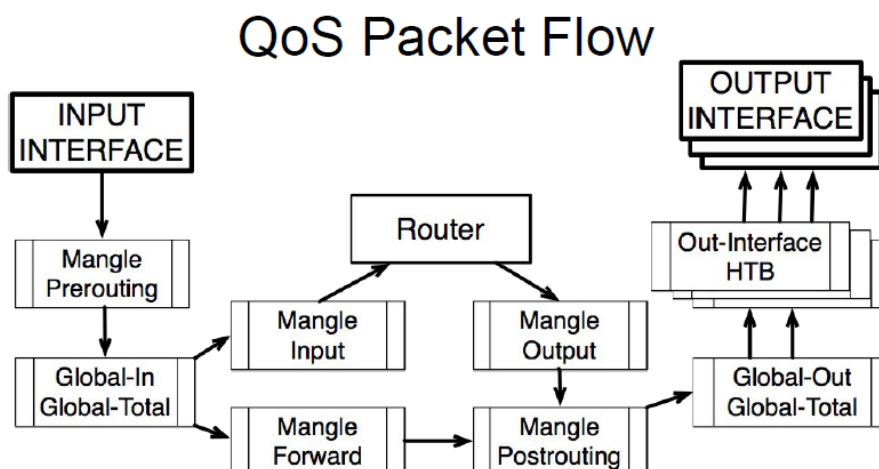 QoS Packet Flow
INPUT
INTERFACE
OUTPUT
INTERFACE
Router
Out-Interface
HTB
Mangle
Prerouting
Mangle
Input
Mangle
Output
Global-In
Global-Total
Global-Out
Global-Total
Mangle
Forward
Mangle
Postrouting